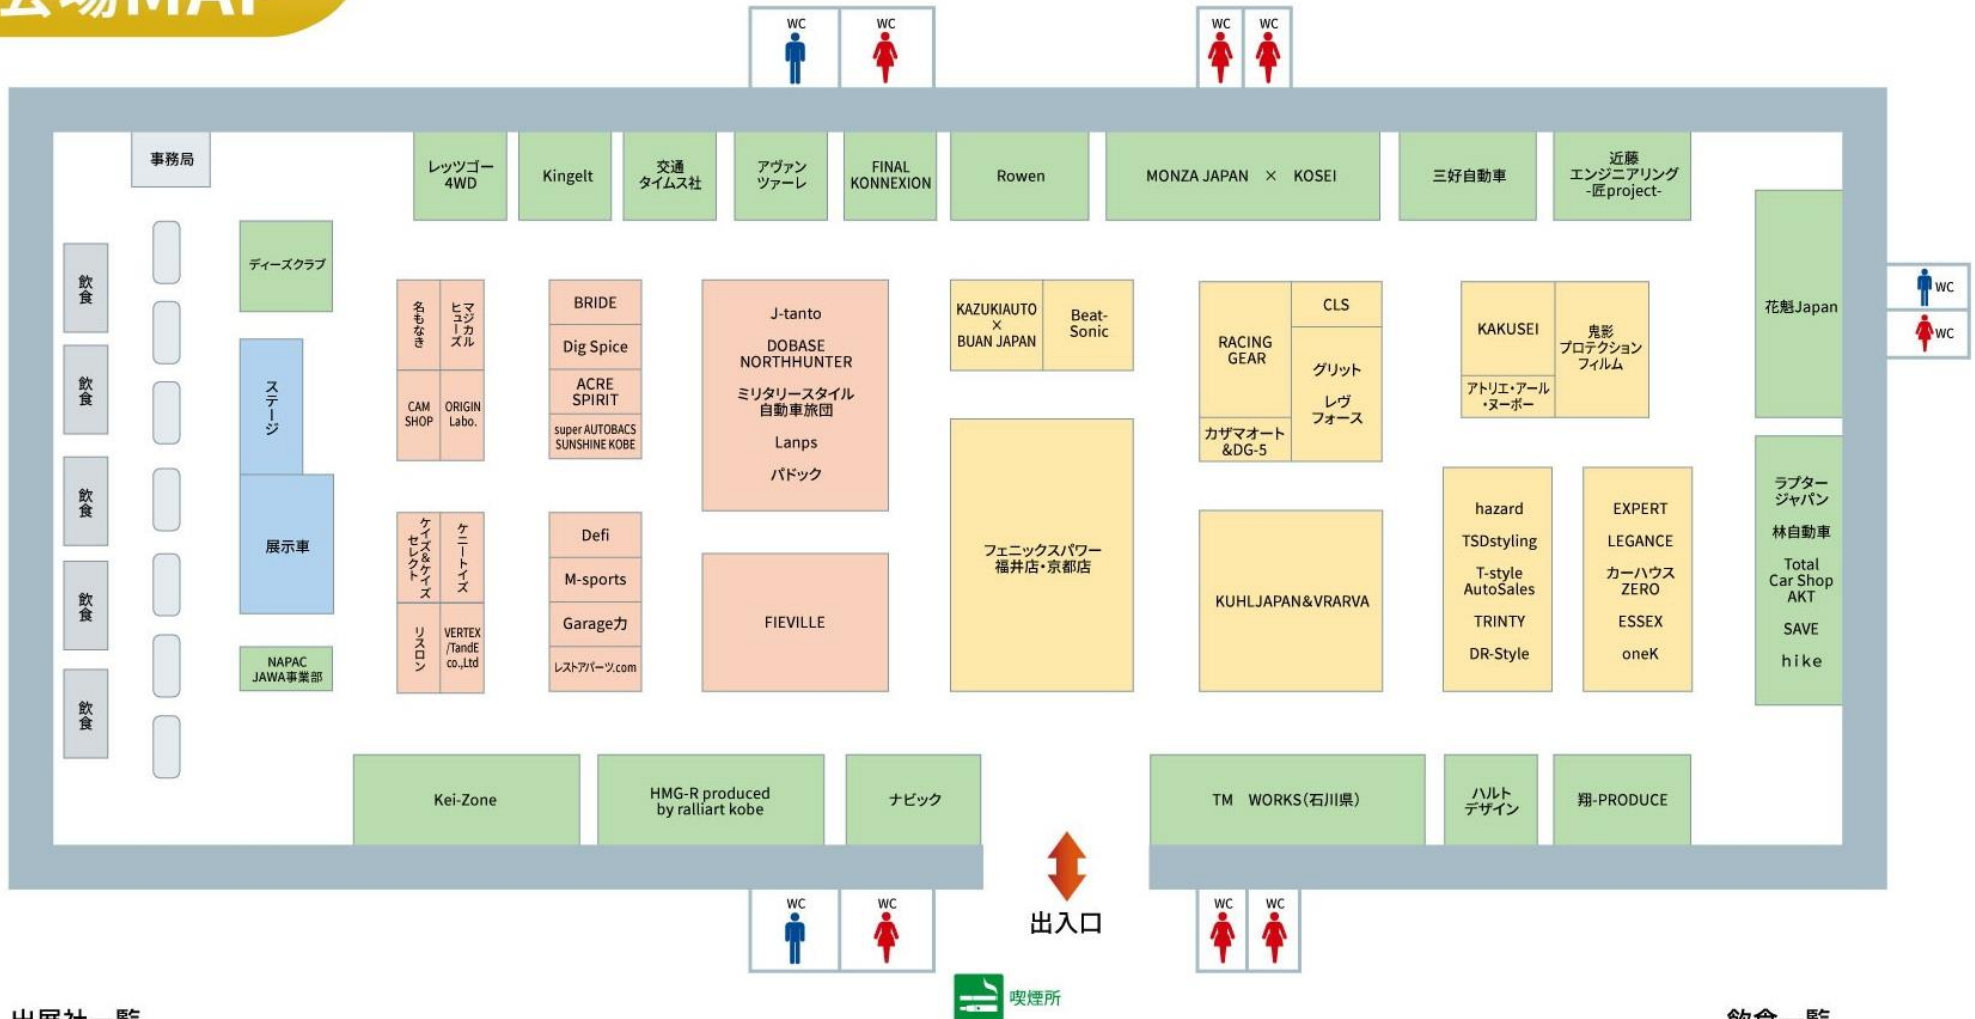 会場MAP
WC
WC
WC
WC
事務局
レッツゴー
4WD
Kingelt
交通
タイムス社
アヴァン
ツァーレ
FINAL
KONNEXION
Rowen
MONZA JAPAN × KOSEI
三好自動車
近藤
エンジニアリング
-匠project-
飲食
飲食
飲食
飲食
飲食
ディーズクラブ
ステージ
展示車
NAPAC
JAWA事業部
名もなき
マジカル
ヒューズ
CAM
SHOP
ORIGIN
Labo.
ケイズ&ケイズ
セレクト
ケニートイズ
リスロン
VERTEX
/TandE
co.,Ltd
BRIDE
Dig Spice
ACRE
SPIRIT
super AUTOBACS
SUNSHINE KOBE
Defi
M-sports
Garage力
レストアパーツ.com
J-tanto
DOBASE
NORTHHUNTER
ミリタリースタイル
自動車旅団
Lanps
パドック
FIEVILLE
KAZUKIAUTO
×
BUAN JAPAN
Beat-
Sonic
フェニックスパワー
福井店・京都店
RACING
GEAR
CLS
グリット
レヴ
フォース
カザマオート
&DG-5
KUHLJAPAN&VRARVA
KAKUSEI
鬼影
プロテクション
フィルム
アトリエ・アール
・ヌーボー
hazard
TSDstyling
T-style
AutoSales
TRINTY
DR-Style
EXPERT
LEGANCE
カーハウス
ZERO
ESSEX
oneK
花魁Japan
ラプター
ジャパン
林自動車
Total
Car Shop
AKT
SAVE
hike
WC
WC
Kei-Zone
HMG-R produced
by ralliart kobe
ナビック
TM WORKS(石川県)
ハルト
デザイン
翔-PRODUCE
WC
WC
出入口
WC
WC
喫煙所
出展社一覧
飲食一覧